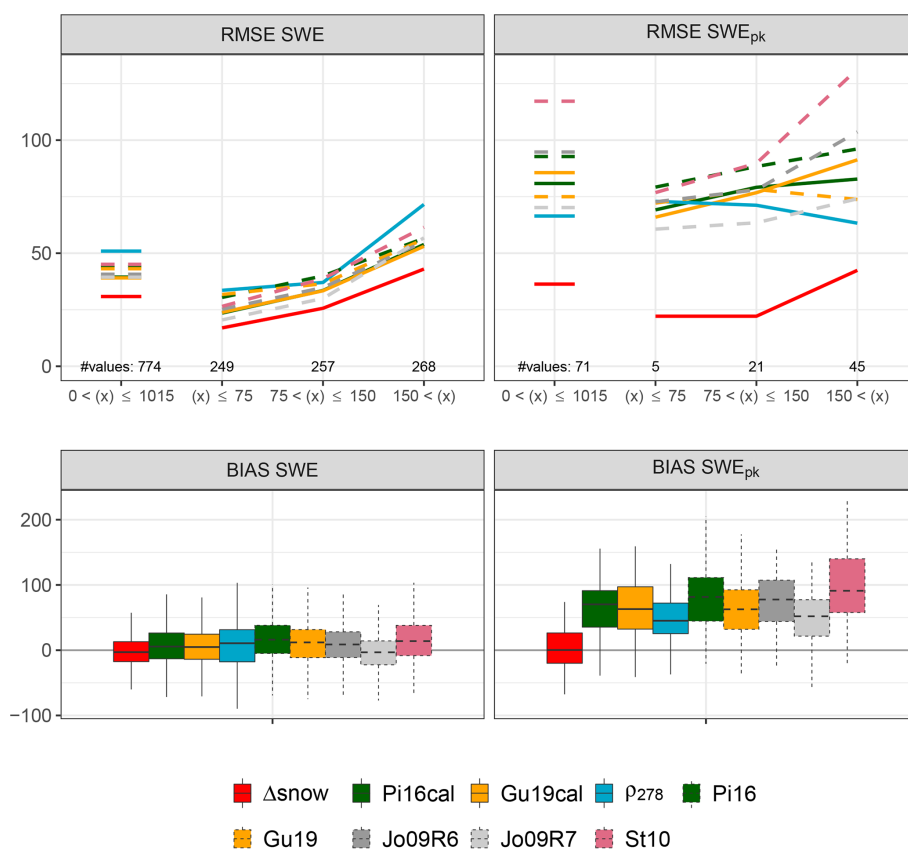 RMSE SWE RMSE SWEpk
100
50
0
#values: 774 249 257 268 #values: 71 5 21 45
0 < (x) ≤ 1015 (x) ≤ 75 75 < (x) ≤ 150 150 < (x) 0 < (x) ≤ 1015 (x) ≤ 75 75 < (x) ≤ 150 150 < (x)
BIAS SWE BIAS SWEpk
200
100
0
−100
Δsnow Pi16cal Gu19cal ρ278 Pi16
Gu19 Jo09R6 Jo09R7 St10